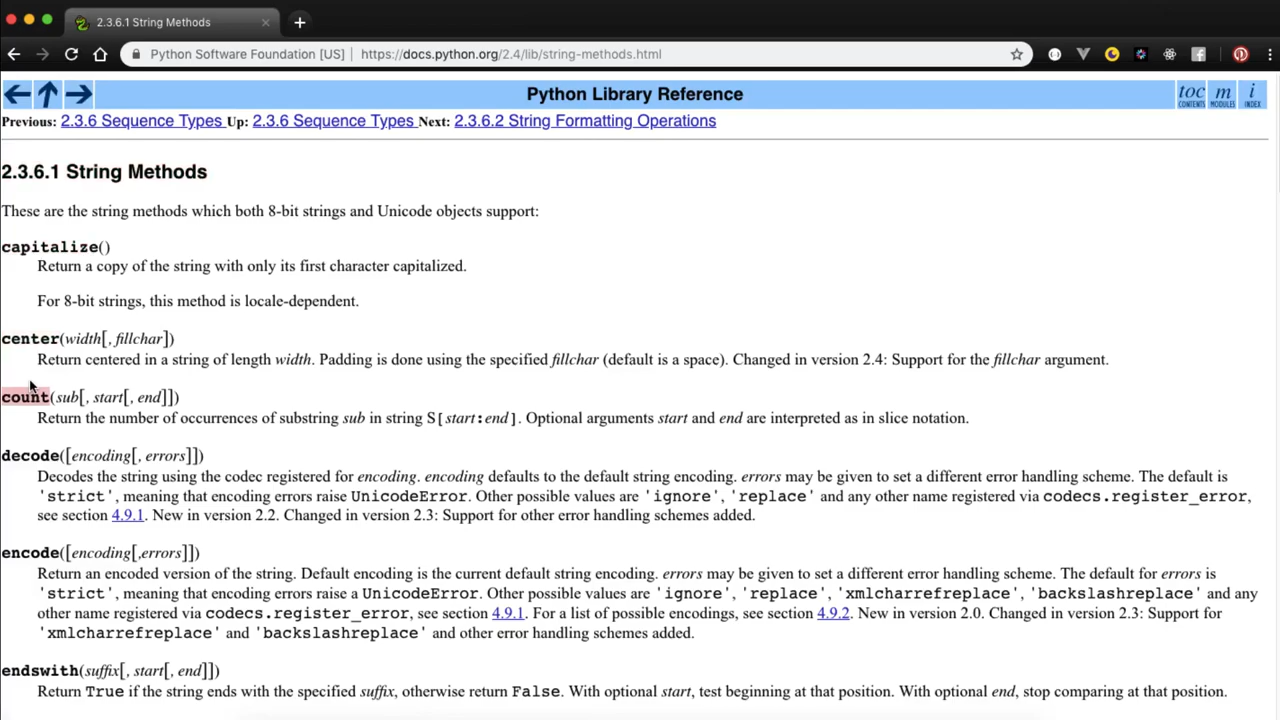 2.3.6.1 String Methods
Python Software Foundation [US] | https://docs.python.org/2.4/lib/string-methods.html
Python Library Reference
toc CONTENTS m MODULES i INDEX
Previous: 2.3.6 Sequence Types Up: 2.3.6 Sequence Types Next: 2.3.6.2 String Formatting Operations
2.3.6.1 String Methods
These are the string methods which both 8-bit strings and Unicode objects support:
capitalize()
Return a copy of the string with only its first character capitalized.
For 8-bit strings, this method is locale-dependent.
center(width[, fillchar])
Return centered in a string of length width. Padding is done using the specified fillchar (default is a space). Changed in version 2.4: Support for the fillchar argument.
count(sub[, start[, end]])
Return the number of occurrences of substring sub in string S[start:end]. Optional arguments start and end are interpreted as in slice notation.
decode([encoding[, errors]])
Decodes the string using the codec registered for encoding. encoding defaults to the default string encoding. errors may be given to set a different error handling scheme. The default is
'strict', meaning that encoding errors raise UnicodeError. Other possible values are 'ignore', 'replace' and any other name registered via codecs.register_error,
see section 4.9.1. New in version 2.2. Changed in version 2.3: Support for other error handling schemes added.
encode([encoding[,errors]])
Return an encoded version of the string. Default encoding is the current default string encoding. errors may be given to set a different error handling scheme. The default for errors is
'strict', meaning that encoding errors raise a UnicodeError. Other possible values are 'ignore', 'replace', 'xmlcharrefreplace', 'backslashreplace' and any
other name registered via codecs.register_error, see section 4.9.1. For a list of possible encodings, see section 4.9.2. New in version 2.0. Changed in version 2.3: Support for
'xmlcharrefreplace' and 'backslashreplace' and other error handling schemes added.
endswith(suffix[, start[, end]])
Return True if the string ends with the specified suffix, otherwise return False. With optional start, test beginning at that position. With optional end, stop comparing at that position.